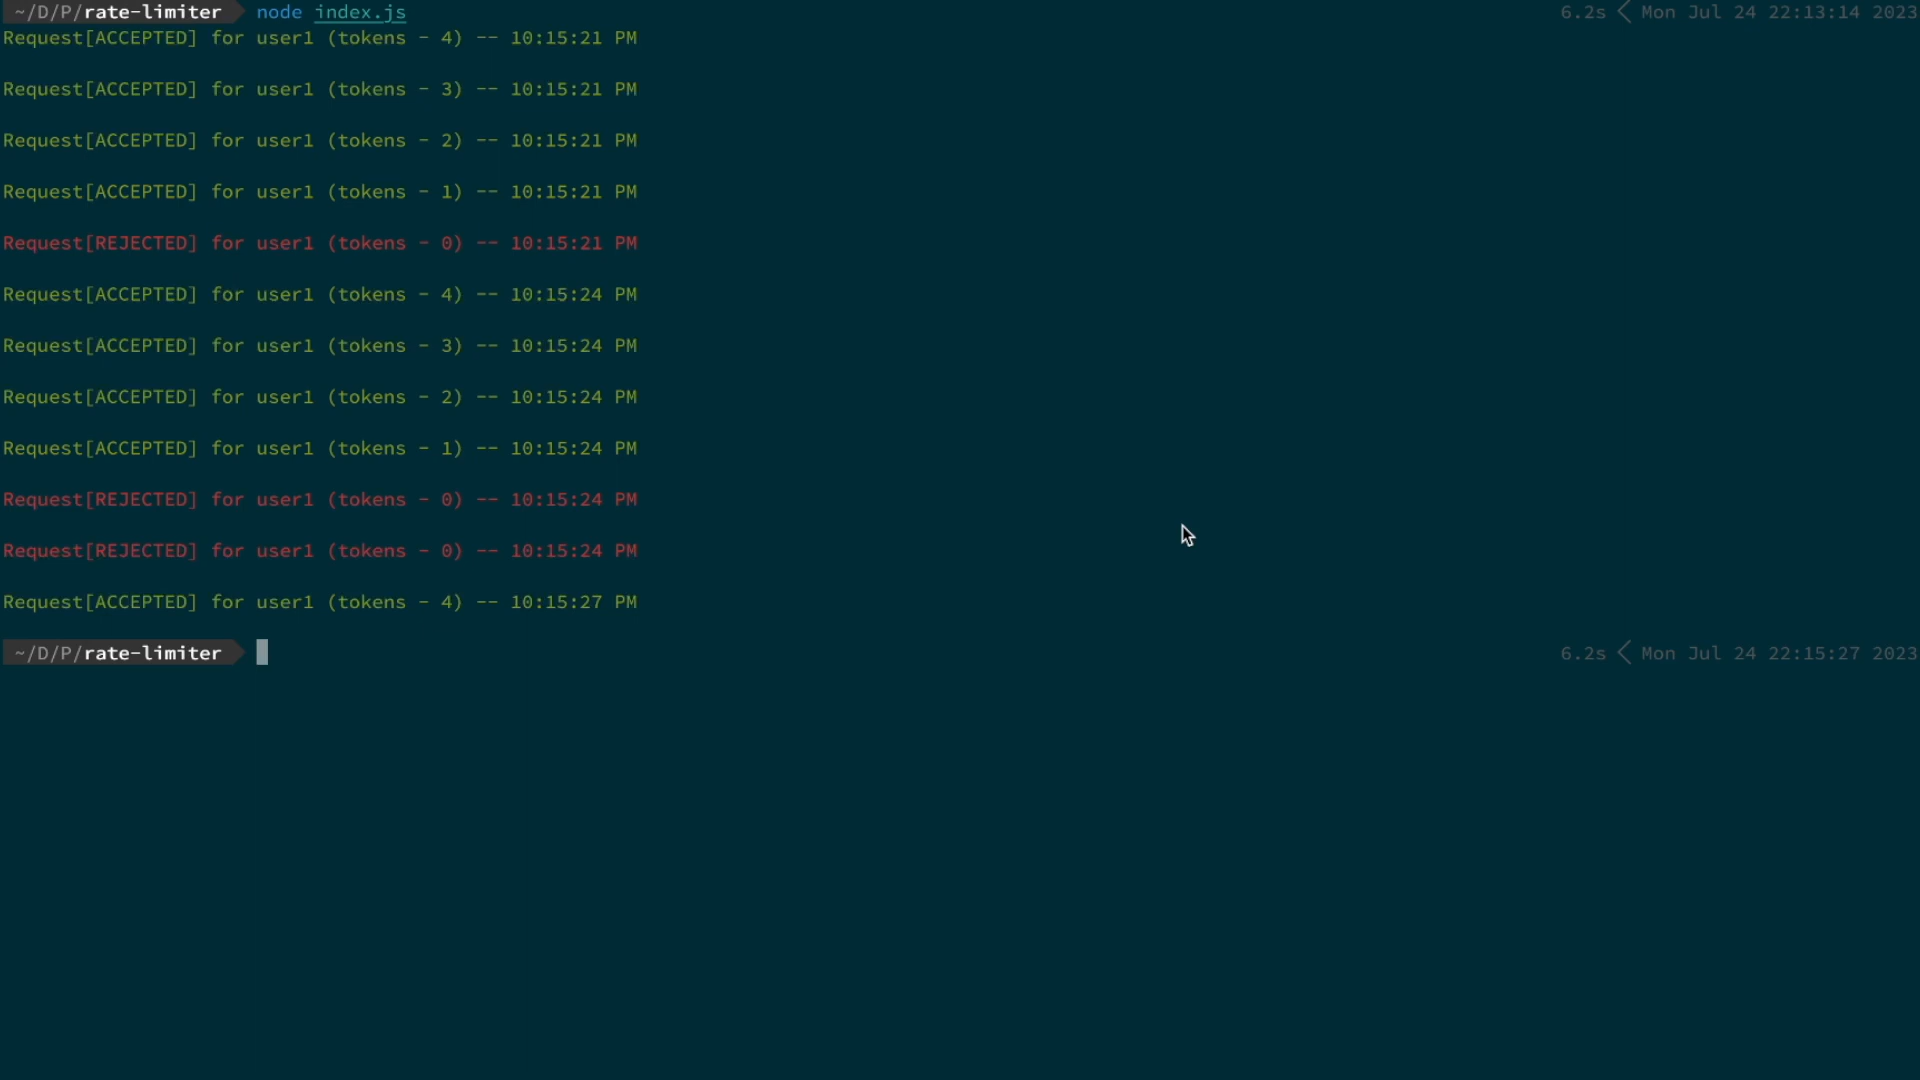 ~/D/P/rate-limiter node index.js 6.2s < Mon Jul 24 22:13:14 2023
Request[ACCEPTED] for user1 (tokens - 4) -- 10:15:21 PM
Request[ACCEPTED] for user1 (tokens - 3) -- 10:15:21 PM
Request[ACCEPTED] for user1 (tokens - 2) -- 10:15:21 PM
Request[ACCEPTED] for user1 (tokens - 1) -- 10:15:21 PM
Request[REJECTED] for user1 (tokens - 0) -- 10:15:21 PM
Request[ACCEPTED] for user1 (tokens - 4) -- 10:15:24 PM
Request[ACCEPTED] for user1 (tokens - 3) -- 10:15:24 PM
Request[ACCEPTED] for user1 (tokens - 2) -- 10:15:24 PM
Request[ACCEPTED] for user1 (tokens - 1) -- 10:15:24 PM
Request[REJECTED] for user1 (tokens - 0) -- 10:15:24 PM
Request[REJECTED] for user1 (tokens - 0) -- 10:15:24 PM
Request[ACCEPTED] for user1 (tokens - 4) -- 10:15:27 PM
~/D/P/rate-limiter 6.2s < Mon Jul 24 22:15:27 2023